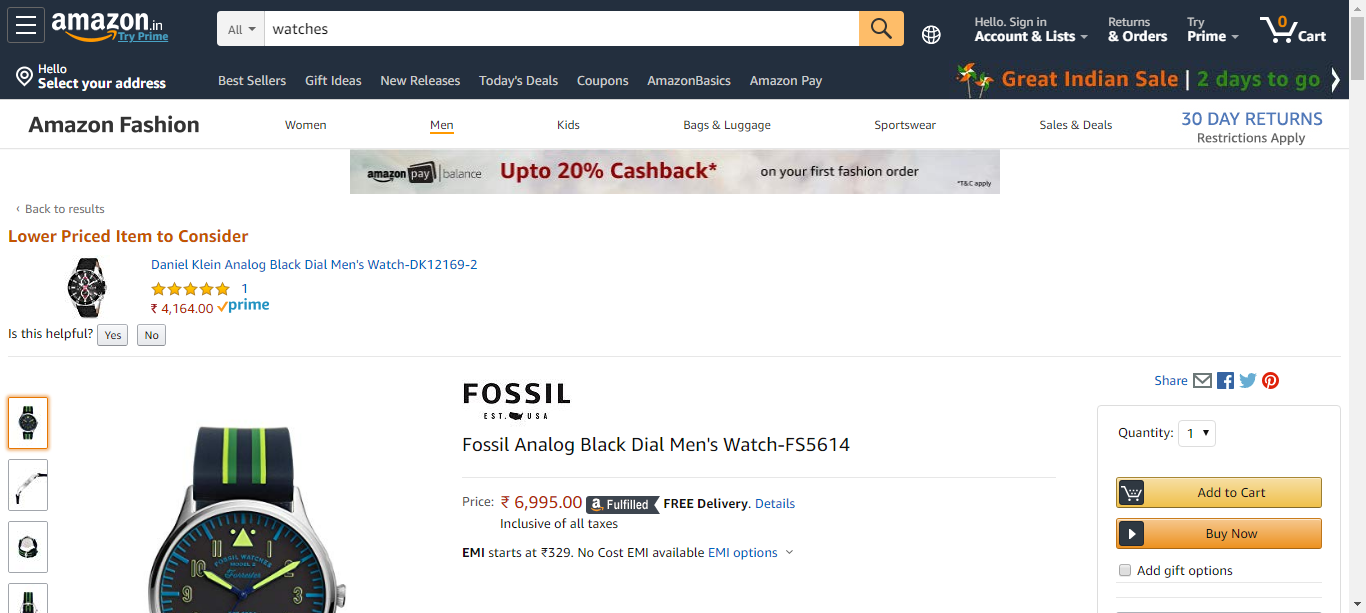 amazon.in
Try Prime
All
watches
Hello. Sign in
Account & Lists
Returns
& Orders
Try
Prime
0
Cart
Hello
Select your address
Best Sellers
Gift Ideas
New Releases
Today's Deals
Coupons
AmazonBasics
Amazon Pay
Great Indian Sale | 2 days to go
Amazon Fashion
Women
Men
Kids
Bags & Luggage
Sportswear
Sales & Deals
30 DAY RETURNS
Restrictions Apply
amazon pay balance
Upto 20% Cashback*
on your first fashion order
*T&C apply
‹ Back to results
Lower Priced Item to Consider
Daniel Klein Analog Black Dial Men's Watch-DK12169-2
1
₹ 4,164.00 prime
Is this helpful? Yes No
Share
FOSSIL
EST. USA
Fossil Analog Black Dial Men's Watch-FS5614
Quantity: 1
Price: ₹ 6,995.00 a Fulfilled FREE Delivery. Details
Inclusive of all taxes
EMI starts at ₹329. No Cost EMI available EMI options
Add to Cart
Buy Now
Add gift options
12
FOSSIL WATCHES
MODEL 2
Forrester
10
2
9
3